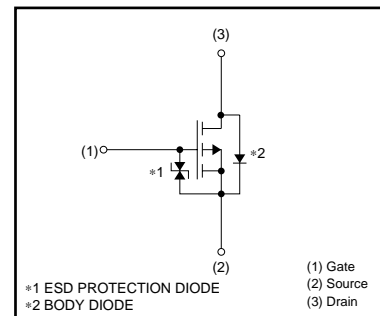 (3)
(1)
∗1
∗2
(2)
∗1 ESD PROTECTION DIODE
∗2 BODY DIODE
(1) Gate
(2) Source
(3) Drain